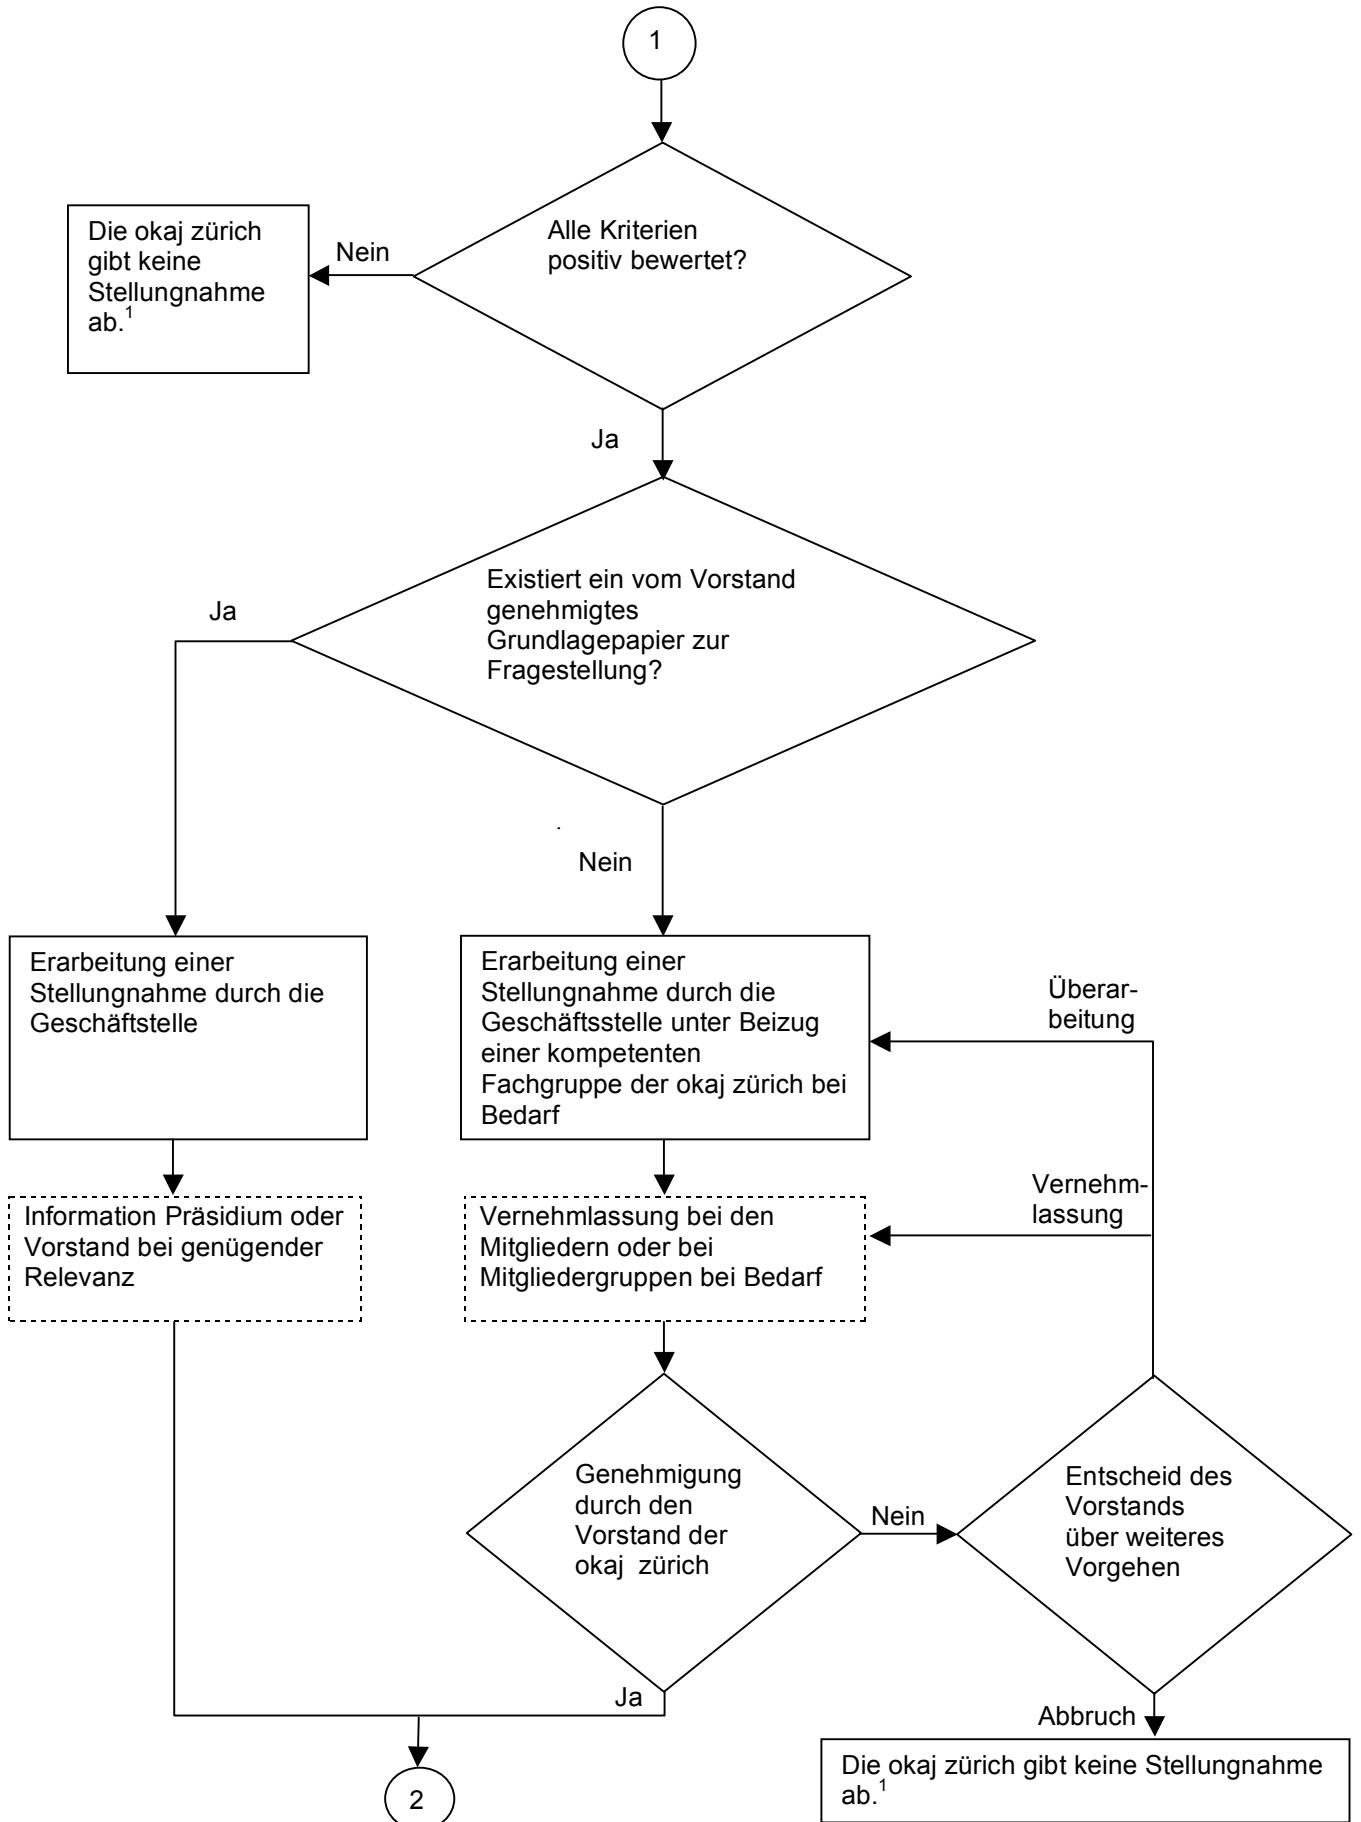 1
Alle Kriterien
positiv bewertet?
Nein
Die okaj zürich
gibt keine
Stellungnahme
ab.1
Ja
Existiert ein vom Vorstand
genehmigtes
Grundlagepapier zur
Fragestellung?
Ja
Nein
Erarbeitung einer
Stellungnahme durch die
Geschäftstelle
Erarbeitung einer
Stellungnahme durch die
Geschäftsstelle unter Beizug
einer kompetenten
Fachgruppe der okaj zürich bei
Bedarf
Überar-
beitung
Information Präsidium oder
Vorstand bei genügender
Relevanz
Vernehmlassung bei den
Mitgliedern oder bei
Mitgliedergruppen bei Bedarf
Vernehm-
lassung
Genehmigung
durch den
Vorstand der
okaj  zürich
Nein
Entscheid des
Vorstands
über weiteres
Vorgehen
Ja
Abbruch
Die okaj zürich gibt keine Stellungnahme
ab.1
2